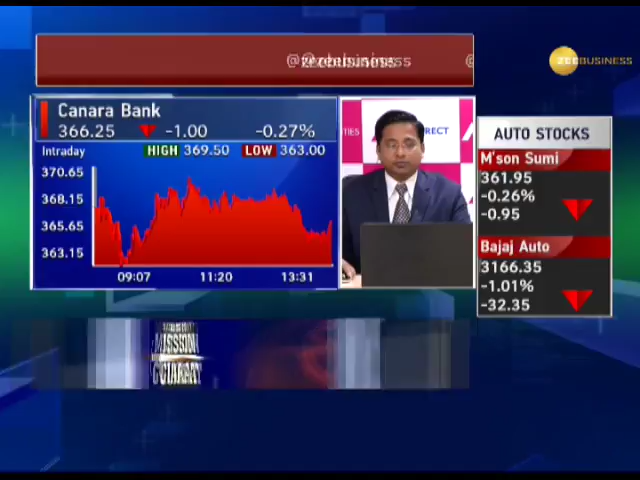 @zeebusiness
ZEEBUSINESS
Canara Bank
366.25 -1.00 -0.27%
Intraday HIGH 369.50 LOW 363.00
370.65
368.15
365.65
363.15
09:07 11:20 13:31
TIES
RECT
AUTO STOCKS
M'son Sumi
361.95
-0.26%
-0.95
Bajaj Auto
3166.35
-1.01%
-32.35
MISSION